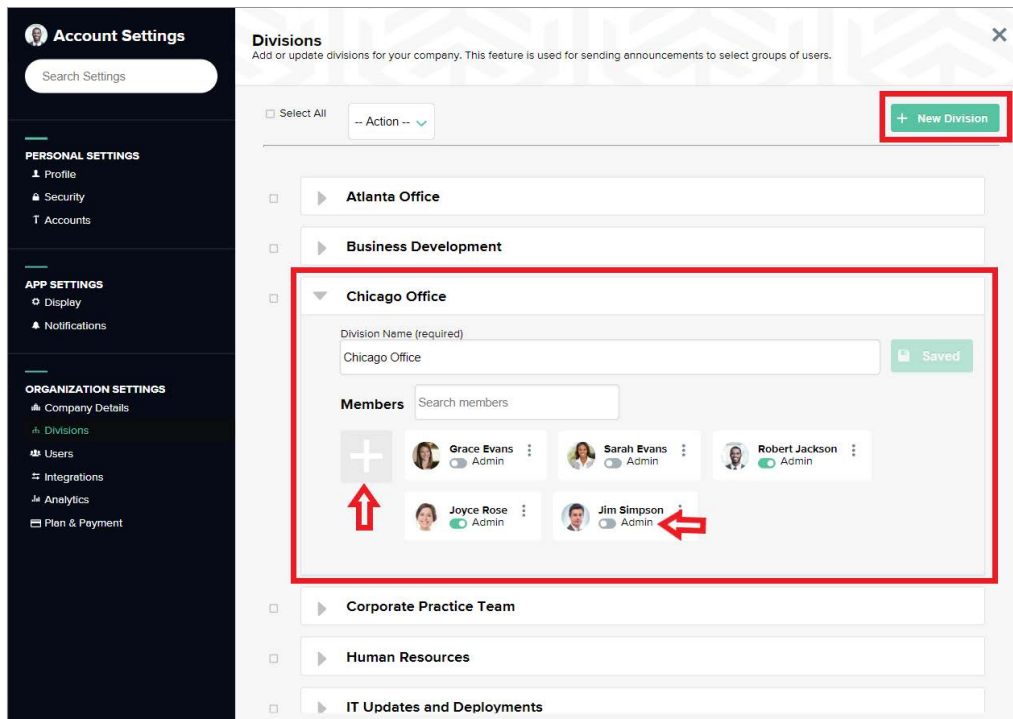 Account Settings
Search Settings
PERSONAL SETTINGS
Profile
Security
Accounts
APP SETTINGS
Display
Notifications
ORGANIZATION SETTINGS
Company Details
Divisions
Users
Integrations
Analytics
Plan & Payment
Divisions
Add or update divisions for your company. This feature is used for sending announcements to select groups of users.
Select All
-- Action --
+ New Division
Atlanta Office
Business Development
Chicago Office
Division Name (required)
Chicago Office
Saved
Members
Search members
Grace Evans
Admin
Sarah Evans
Admin
Robert Jackson
Admin
Joyce Rose
Admin
Jim Simpson
Admin
Corporate Practice Team
Human Resources
IT Updates and Deployments